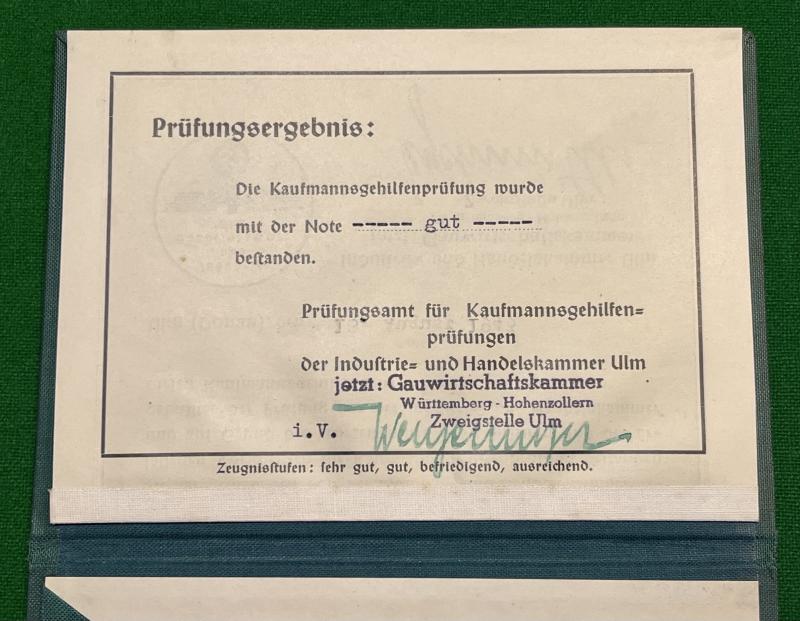 Prüfungsergebnis:
Die Kaufmannsgehilfenprüfung wurde
mit der Note ----- gut -----
beſtanden.
Prüfungsamt für Kaufmannsgehilfen=
prüfungen
der Induſtrie= und Handelskammer Ulm
jetzt: Gauwirtschaftskammer
Württemberg - Hohenzollern
Zweigstelle Ulm
i.V.
Zeugnisſtufen: ſehr gut, gut, befriedigend, ausreichend.